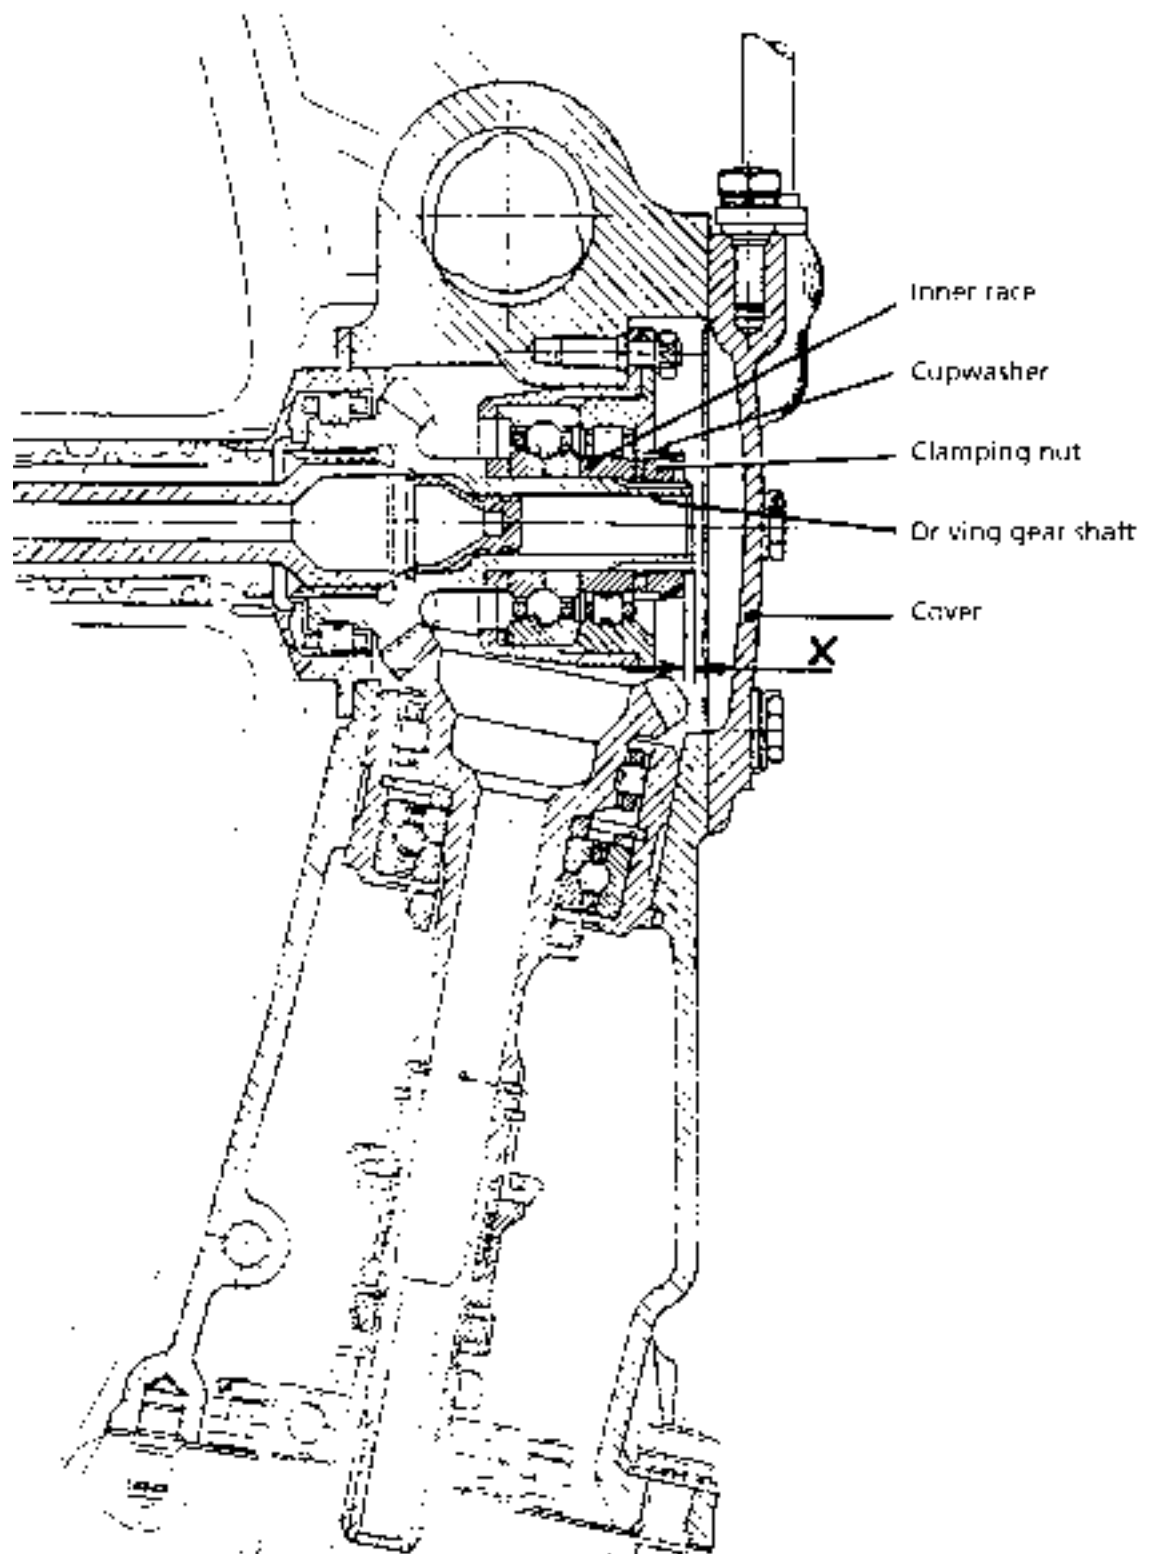 Inner race
Cupwasher
Clamping nut
Driving gear shaft
Cover
X